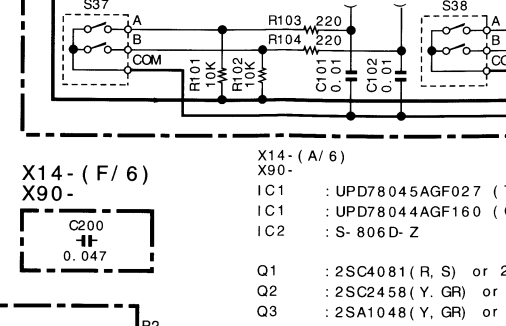 S37
S38
A
R103 220
A
B
R104 220
B
COM
R101
10K
R102
10K
C101
0.01
C102
0.01
X14-(A/6)
X90-
X14-(F/6)
X90-
IC1 : UPD78045AGF027
IC1 : UPD78044AGF160
IC2 : S-806D-Z
C200
0.047
Q1 : 2SC4081(R, S) or 2
Q2 : 2SC2458(Y. GR) or
Q3 : 2SA1048(Y, GR) or